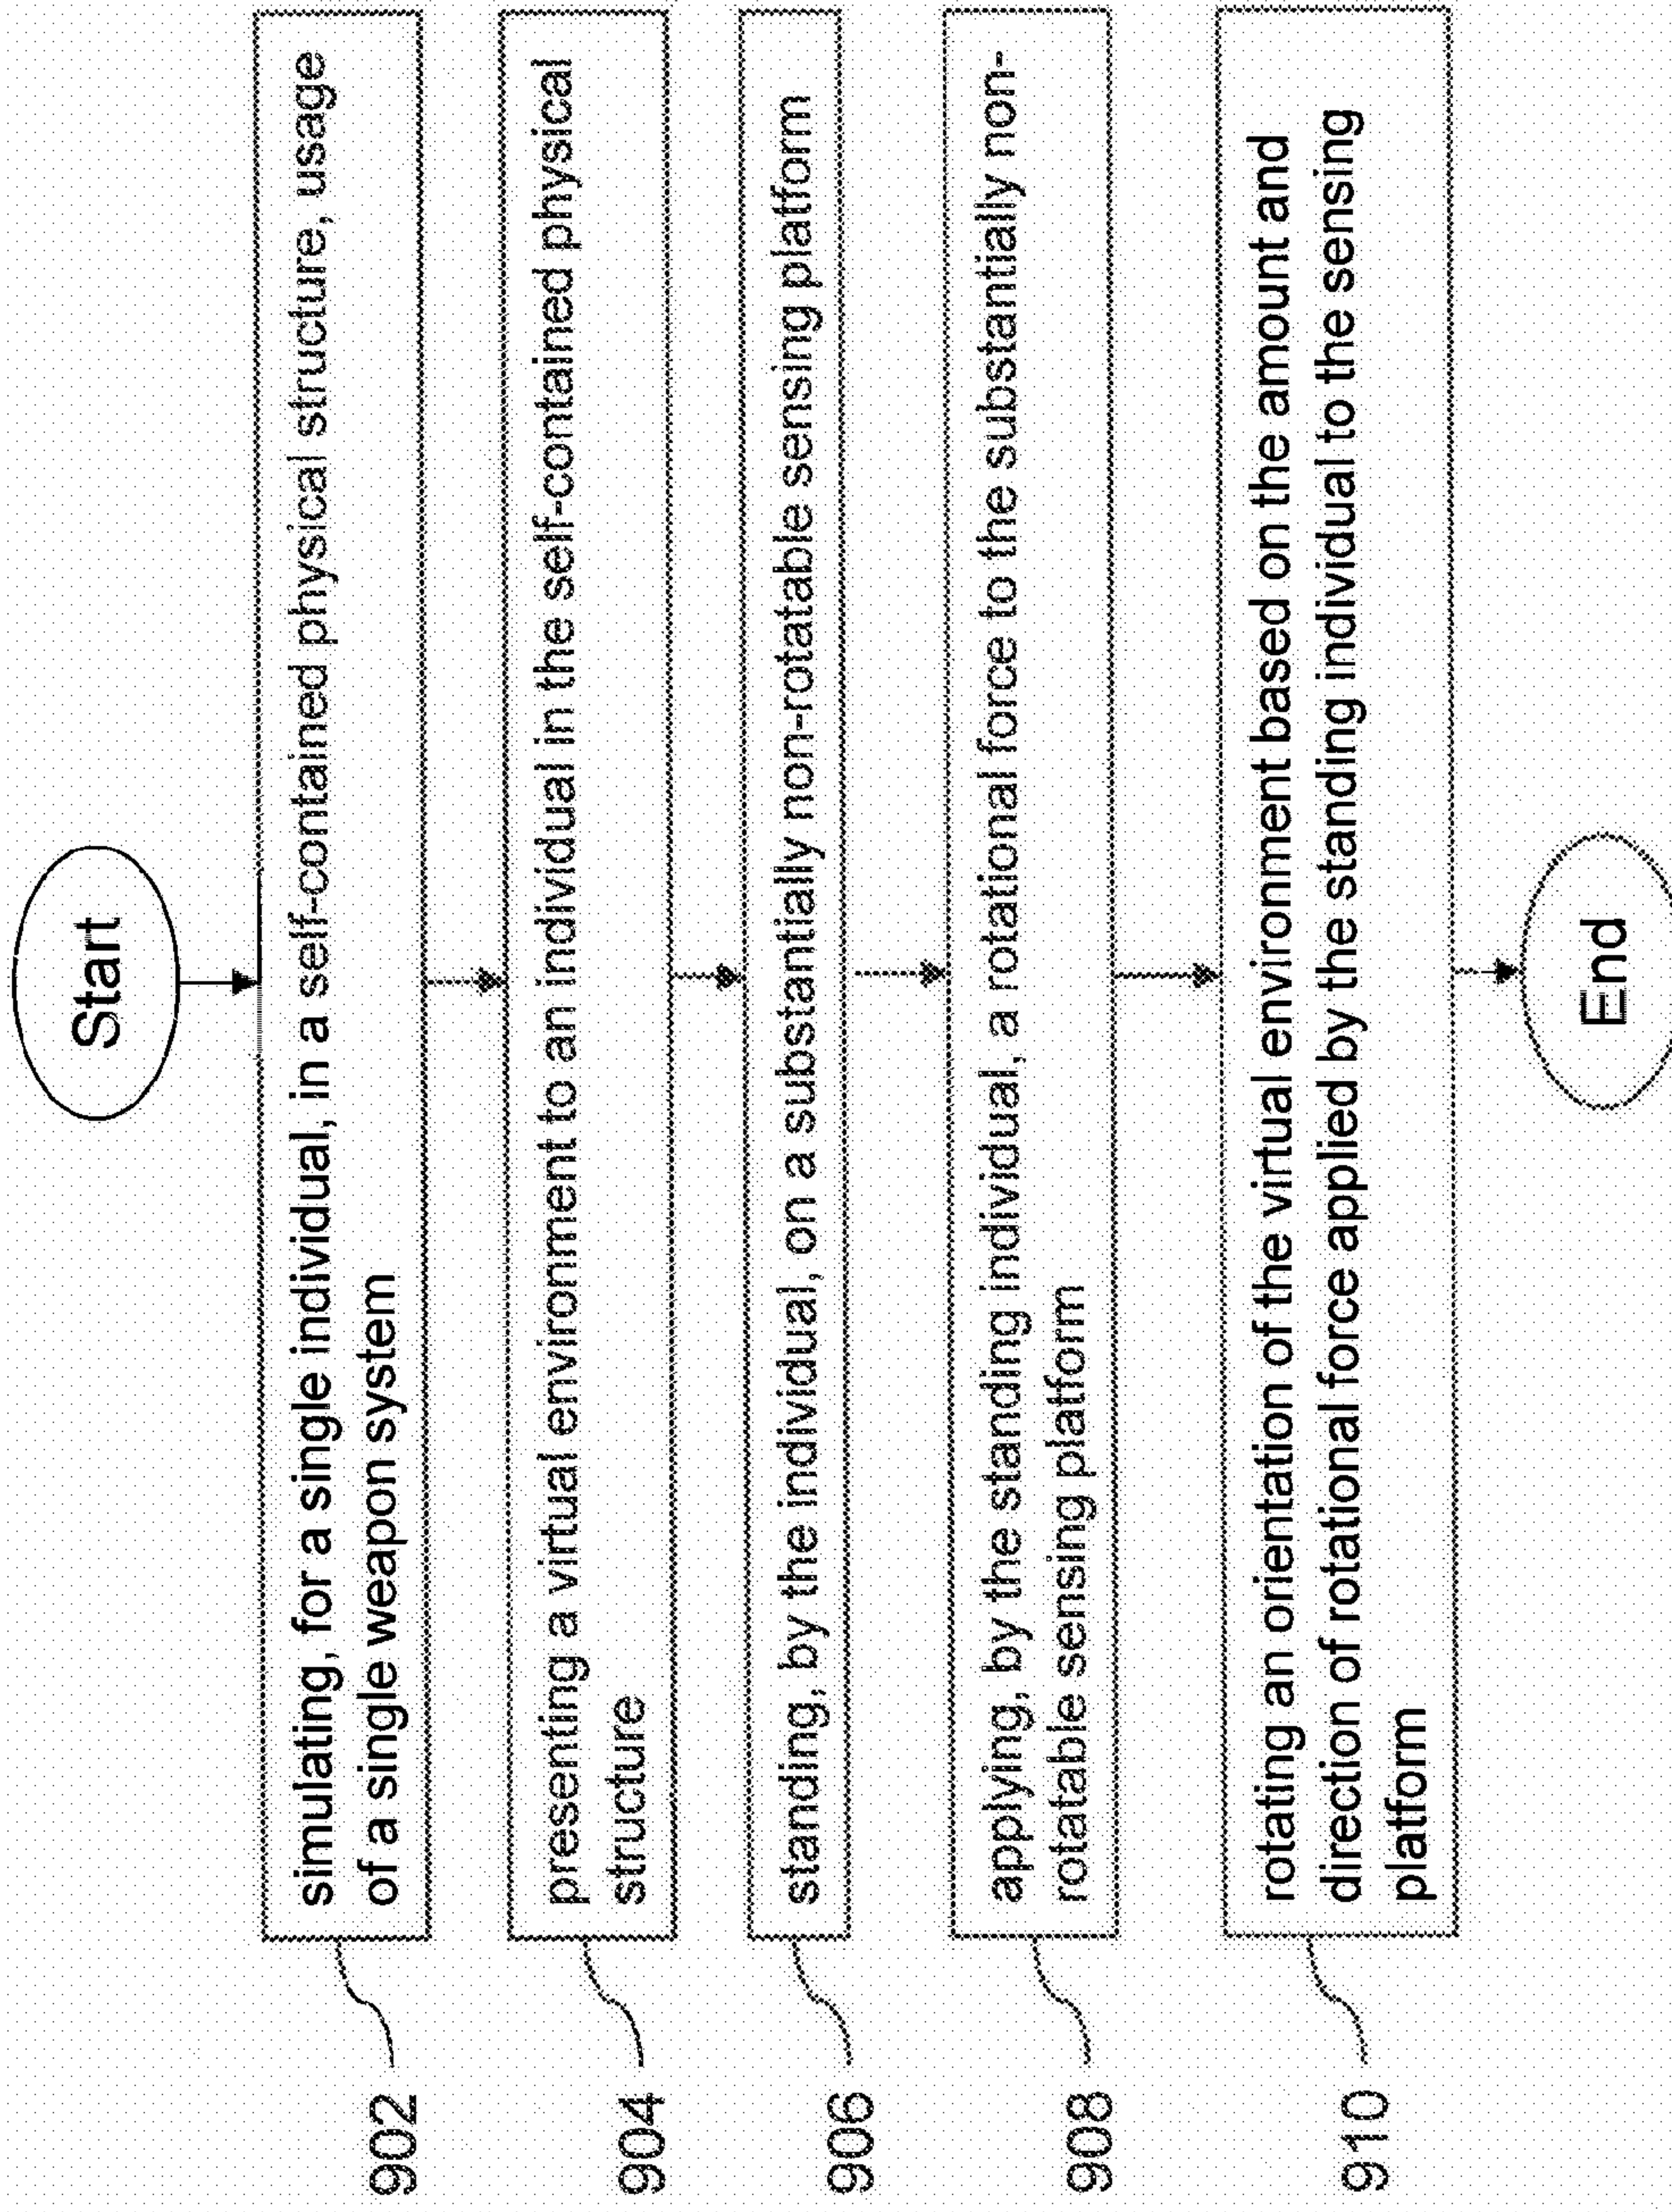 Start
902
simulating, for a single individual, in a self-contained physical structure, usage
of a single weapon system
904
presenting a virtual environment to an individual in the self-contained physical
structure
906
standing, by the individual, on a substantially non-rotatable sensing platform
908
applying, by the standing individual, a rotational force to the substantially non-
rotatable sensing platform
910
rotating an orientation of the virtual environment based on the amount and
direction of rotational force applied by the standing individual to the sensing
platform
End